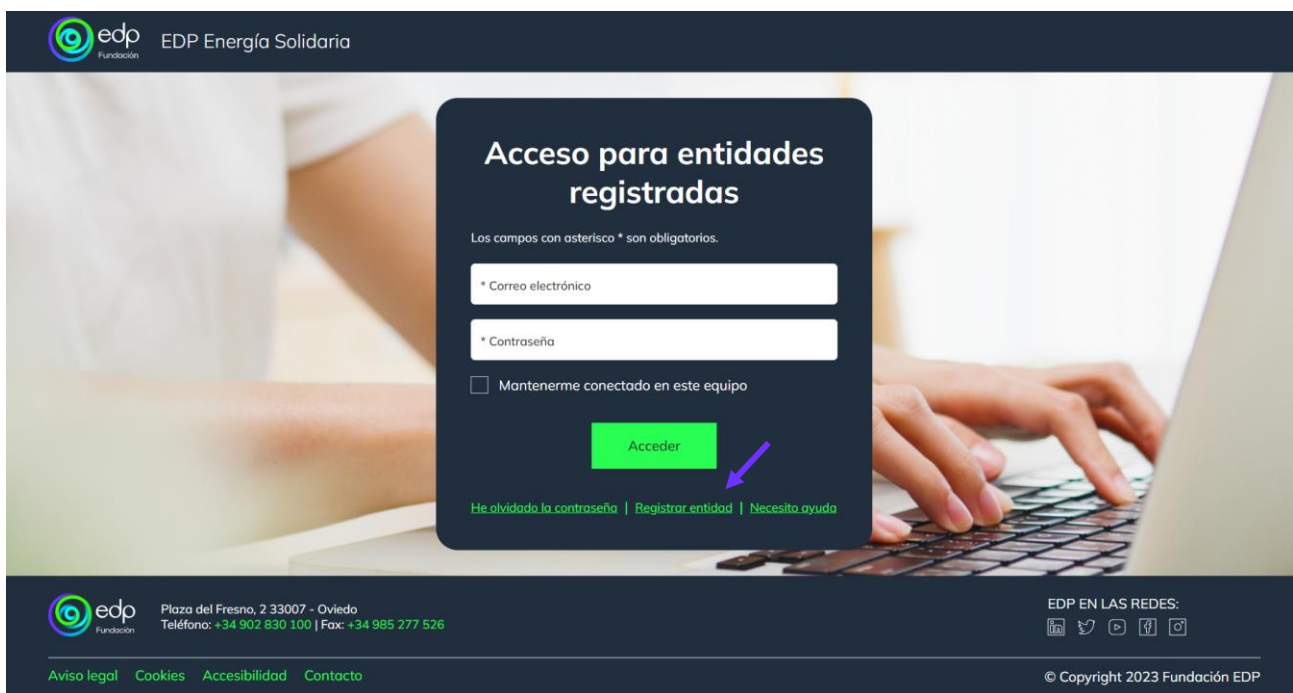 edp
Fundación
EDP Energía Solidaria
Acceso para entidades
registradas
Los campos con asterisco * son obligatorios.
* Correo electrónico
* Contraseña
Mantenerme conectado en este equipo
Acceder
He olvidado la contraseña | Registrar entidad | Necesito ayuda
edp
Fundación
Plaza del Fresno, 2 33007 - Oviedo
Teléfono: +34 902 830 100 | Fax: +34 985 277 526
EDP EN LAS REDES:
Aviso legal Cookies Accesibilidad Contacto
© Copyright 2023 Fundación EDP